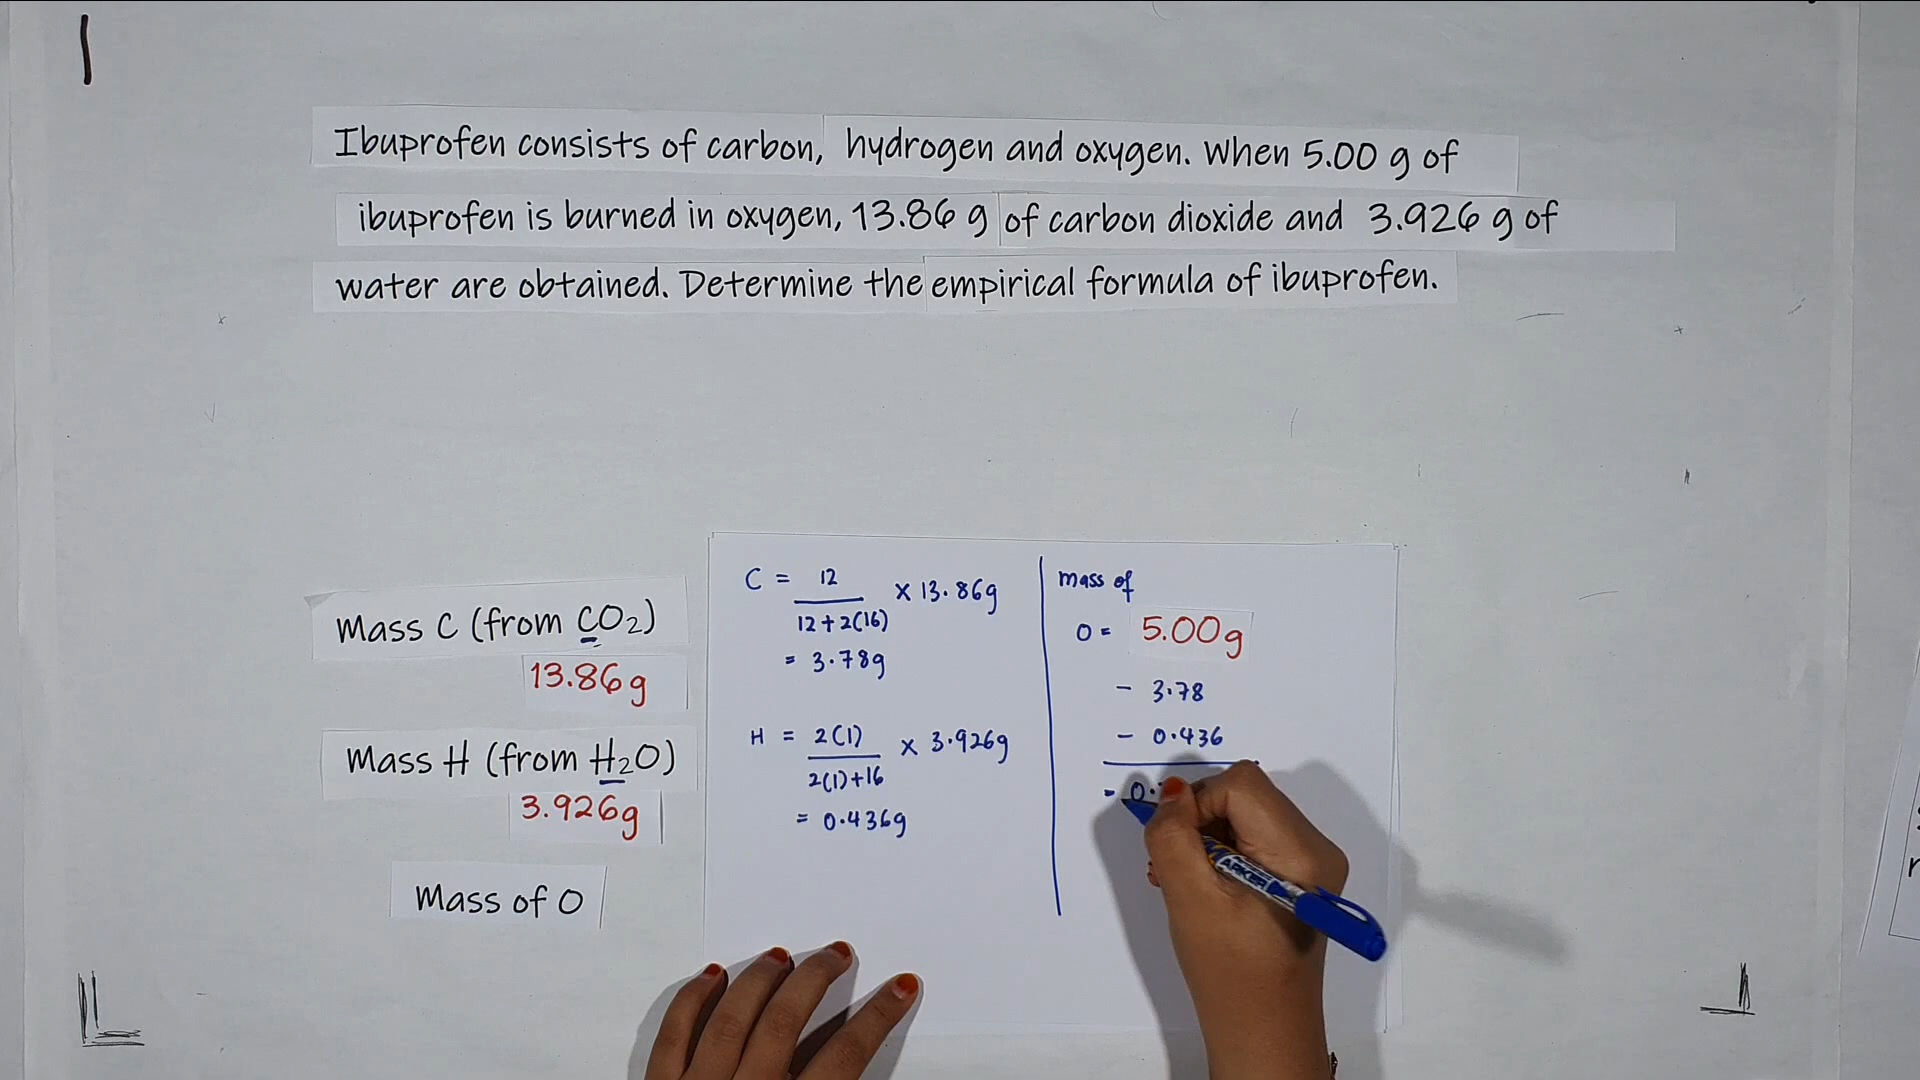 Ibuprofen consists of carbon, hydrogen and oxygen. When 5.00 g of
ibuprofen is burned in oxygen, 13.86 g of carbon dioxide and 3.926 g of
water are obtained. Determine the empirical formula of ibuprofen.
Mass C (from CO₂)
13.86g
Mass H (from H₂O)
3.926g
Mass of O
C = 12
12+2(16)
× 13.86g
= 3.78g
H = 2(1)
2(1)+16
× 3.926g
= 0.436g
mass of
O = 5.00g
- 3.78
- 0.436
= 0.
ARKER